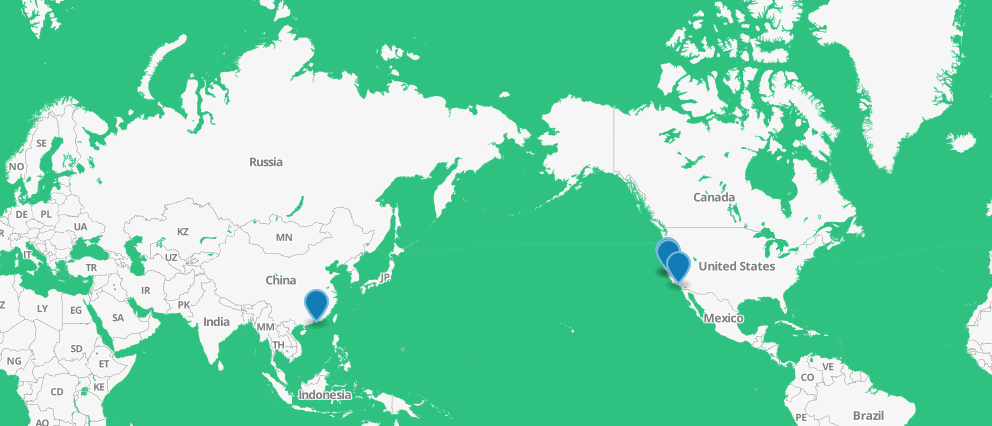 SE
NO
Russia
Canada
DE
PL
UA
KZ
MN
IT
UZ
TR
United States
China
JP
IR
LY
EG
PK
SA
India
Mexico
MM
TH
SD
NG
ET
VE
CO
CD
KE
Indonesia
PE
Brazil
AO